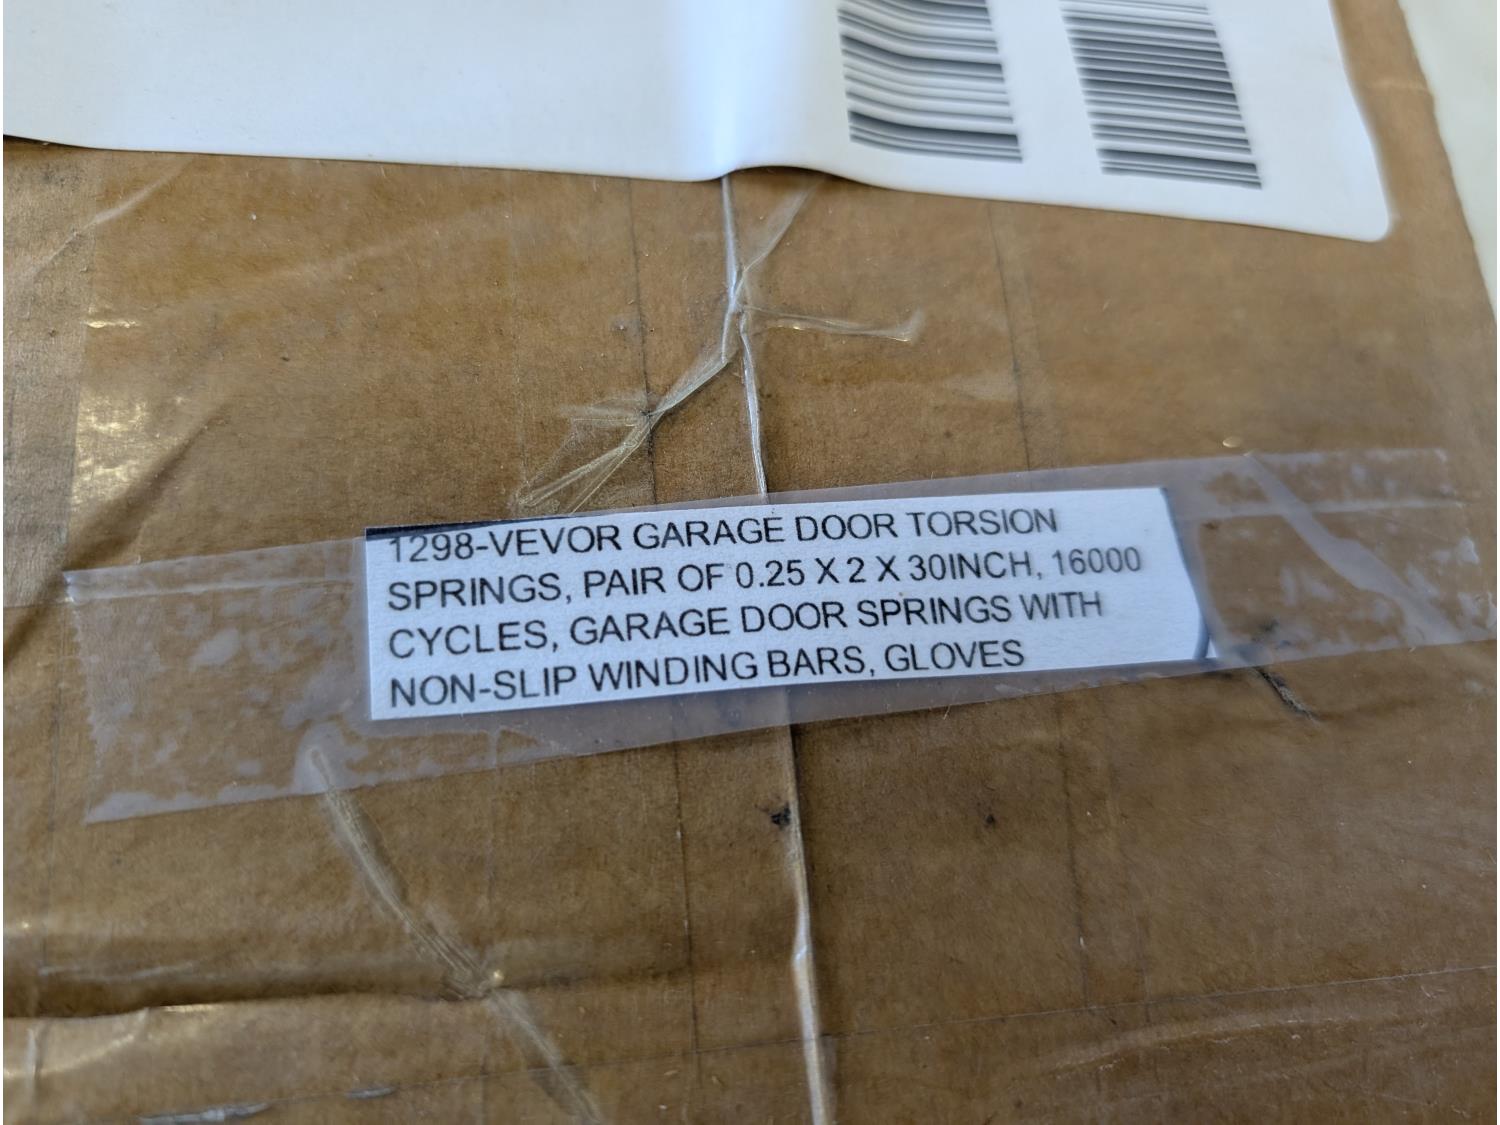 1298-VEVOR GARAGE DOOR TORSION
SPRINGS, PAIR OF 0.25 X 2 X 30INCH, 16000
CYCLES, GARAGE DOOR SPRINGS WITH
NON-SLIP WINDING BARS, GLOVES